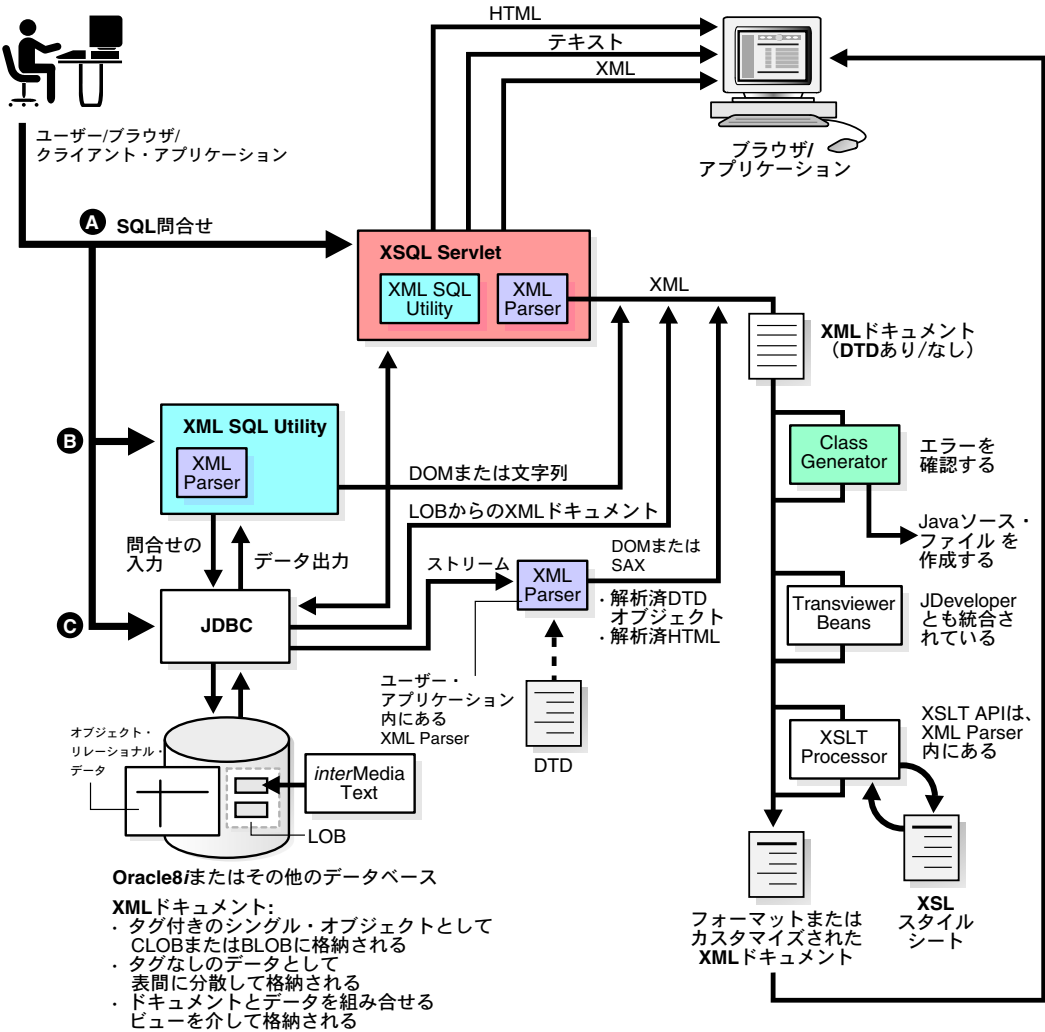 HTML
テキスト
XML
ユーザー/ブラウザ/
クライアント・アプリケーション
ブラウザ/
アプリケーション
A SQL問合せ
XSQL Servlet
XML SQL
Utility
XML
Parser
XML
XMLドキュメント
（DTDあり/なし）
B
XML SQL Utility
XML
Parser
DOMまたは文字列
Class
Generator
エラーを
確認する
LOBからのXMLドキュメント
Javaソース・
ファイル を
作成する
問合せの
入力
データ出力
ストリーム
XML
Parser
DOMまたは
SAX
・解析済DTD
オブジェクト
・解析済HTML
C
JDBC
Transviewer
Beans
JDeveloper
とも統合さ
れている
ユーザー・
アプリケーション
内にある
XML Parser
DTD
XSLT
Processor
XSLT APIは、
XML Parser
内にある
オブジェクト・
リレーショナル・
データ
interMedia
Text
LOB
Oracle8iまたはその他のデータベース
XMLドキュメント:
・タグ付きのシングル・オブジェクトとして
CLOBまたはBLOBに格納される
・タグなしのデータとして
表間に分散して格納される
・ドキュメントとデータを組み合せる
ビューを介して格納される
フォーマットまたは
カスタマイズされた
XMLドキュメント
XSL
スタイル
シート